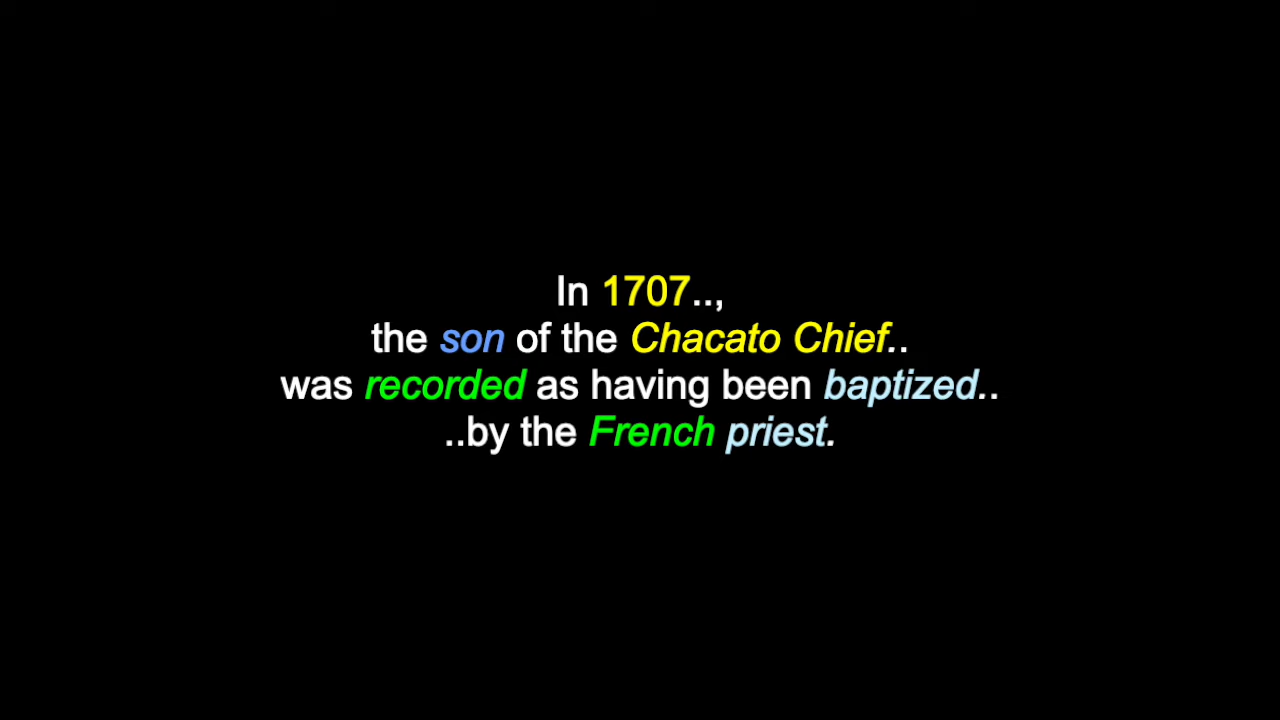 In 1707..,
the son of the Chacato Chief..
was recorded as having been baptized..
..by the French priest.